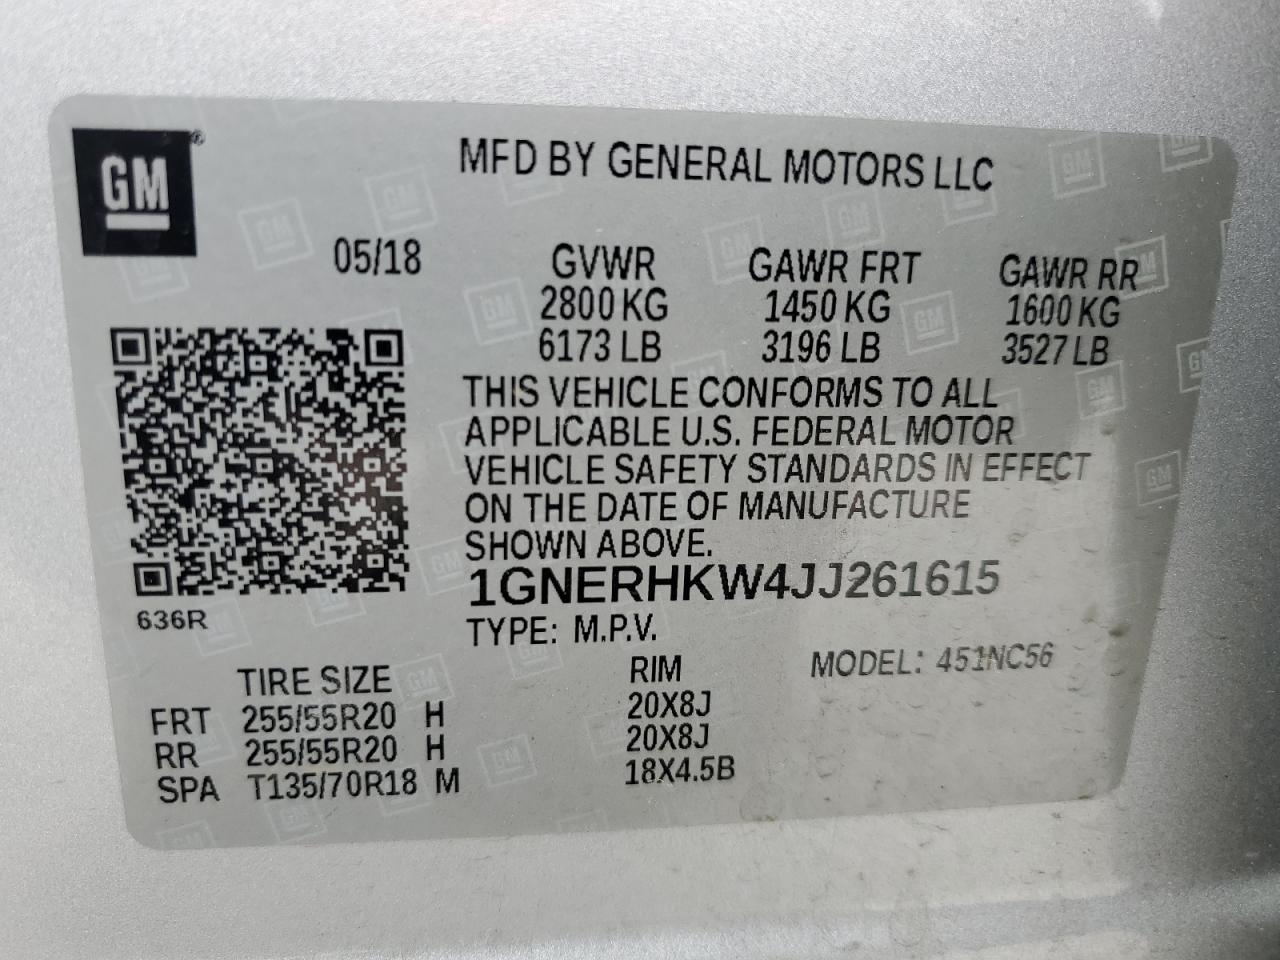 GM®
MFD BY GENERAL MOTORS LLC
05/18
GVWR GAWR FRT GAWR RR
2800 KG 1450 KG 1600 KG
6173 LB 3196 LB 3527 LB
THIS VEHICLE CONFORMS TO ALL
APPLICABLE U.S. FEDERAL MOTOR
VEHICLE SAFETY STANDARDS IN EFFECT
ON THE DATE OF MANUFACTURE
SHOWN ABOVE.
1GNERHKW4JJ261615
636R
TYPE: M.P.V. MODEL: 451NC56
TIRE SIZE RIM
FRT 255/55R20 H 20X8J
RR 255/55R20 H 20X8J
SPA T135/70R18 M 18X4.5B